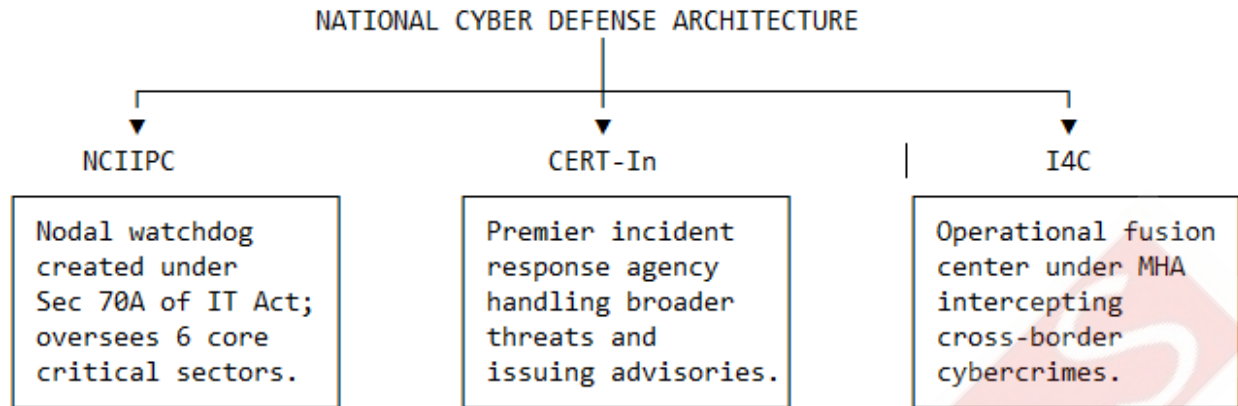 NATIONAL CYBER DEFENSE ARCHITECTURE
NCIIPC
Nodal watchdog
created under
Sec 70A of IT Act;
oversees 6 core
critical sectors.
CERT-In
Premier incident
response agency
handling broader
threats and
issuing advisories.
I4C
Operational fusion
center under MHA
intercepting
cross-border
cybercrimes.